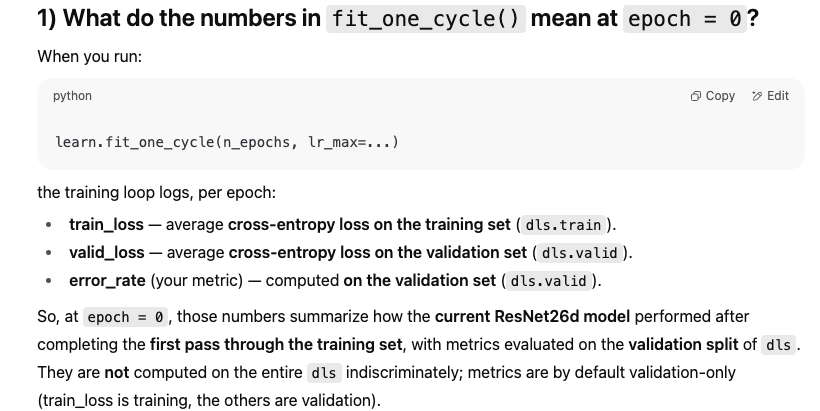 1) What do the numbers in fit_one_cycle() mean at epoch = 0?
When you run:
python
Copy
Edit
learn.fit_one_cycle(n_epochs, lr_max=...)
the training loop logs, per epoch:
• train_loss — average cross-entropy loss on the training set (dls.train).
• valid_loss — average cross-entropy loss on the validation set (dls.valid).
• error_rate (your metric) — computed on the validation set (dls.valid).
So, at epoch = 0, those numbers summarize how the current ResNet26d model performed after
completing the first pass through the training set, with metrics evaluated on the validation split of dls.
They are not computed on the entire dls indiscriminately; metrics are by default validation-only
(train_loss is training, the others are validation).